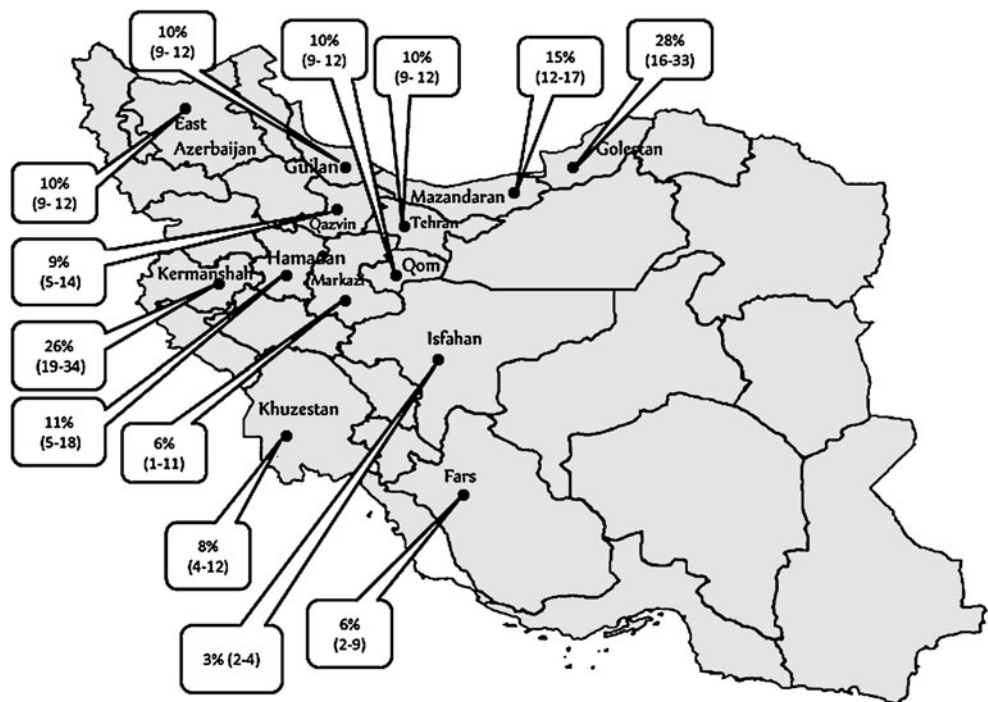 10%
(9- 12)
10%
(9- 12)
10%
(9- 12)
15%
(12-17)
28%
(16-33)
East
Azerbaijan
Guilan
Golestan
Mazandaran
10%
(9- 12)
Qazvin
Tehran
9%
(5-14)
Hamadan
Kermanshah
Markazi
Qom
26%
(19-34)
Isfahan
11%
(5-18)
Khuzestan
6%
(1-11)
Fars
8%
(4-12)
6%
(2-9)
3% (2-4)